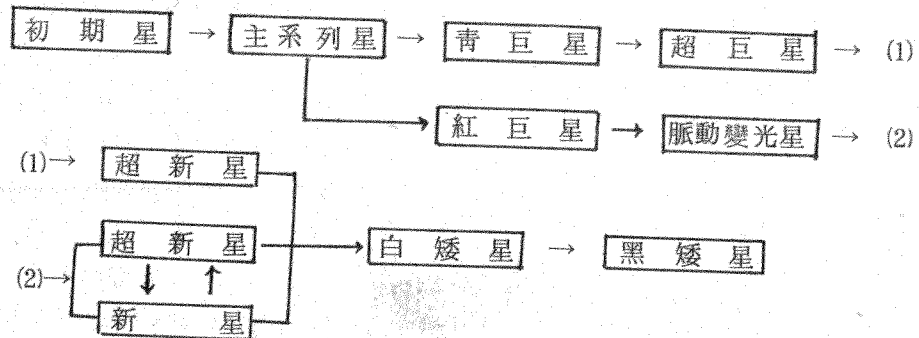 初期星 → 主系列星 → 靑巨星 → 超巨星 → (1)
紅巨星 → 脈動變光星 → (2)
(1)→ 超新星
(2)→ 超新星 → 白矮星 → 黑矮星
新星